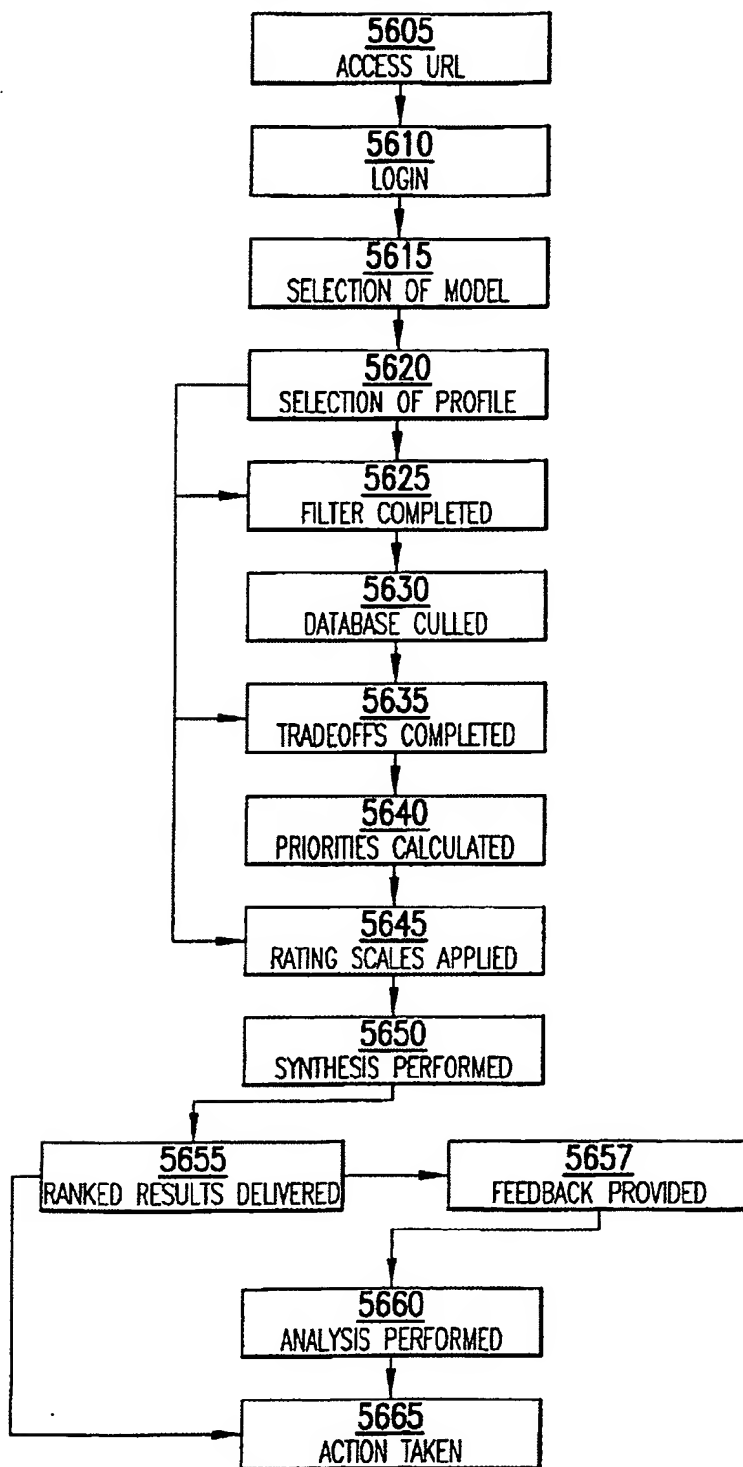 5605
ACCESS URL
5610
LOGIN
5615
SELECTION OF MODEL
5620
SELECTION OF PROFILE
5625
FILTER COMPLETED
5630
DATABASE CULLED
5635
TRADEOFFS COMPLETED
5640
PRIORITIES CALCULATED
5645
RATING SCALES APPLIED
5650
SYNTHESIS PERFORMED
5655
RANKED RESULTS DELIVERED
5657
FEEDBACK PROVIDED
5660
ANALYSIS PERFORMED
5665
ACTION TAKEN